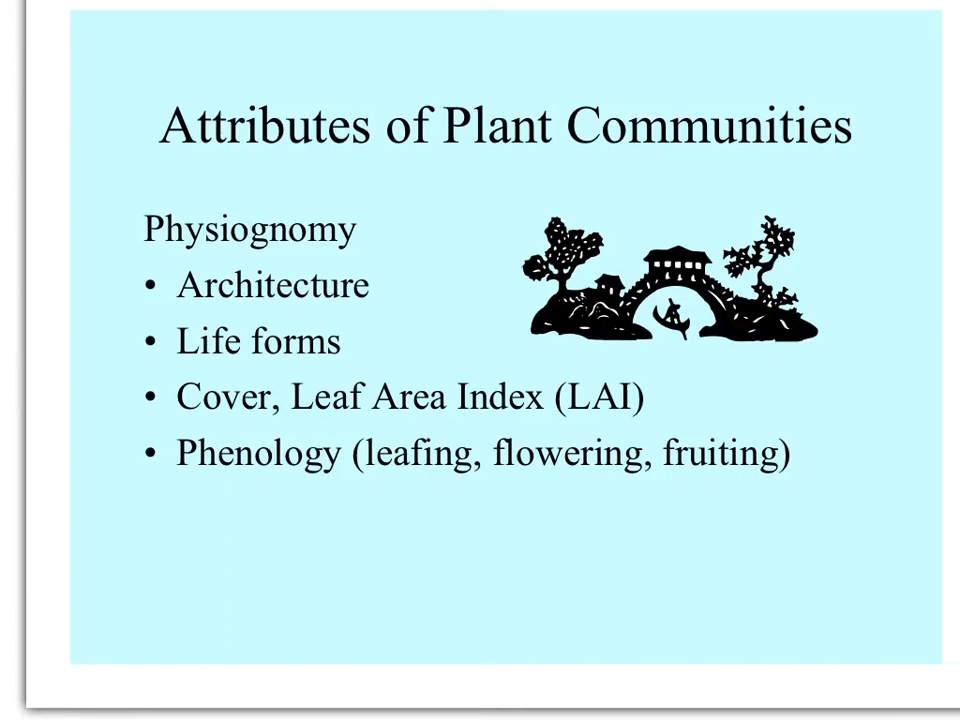 Attributes of Plant Communities
Physiognomy
• Architecture
• Life forms
• Cover, Leaf Area Index (LAI)
• Phenology (leafing, flowering, fruiting)